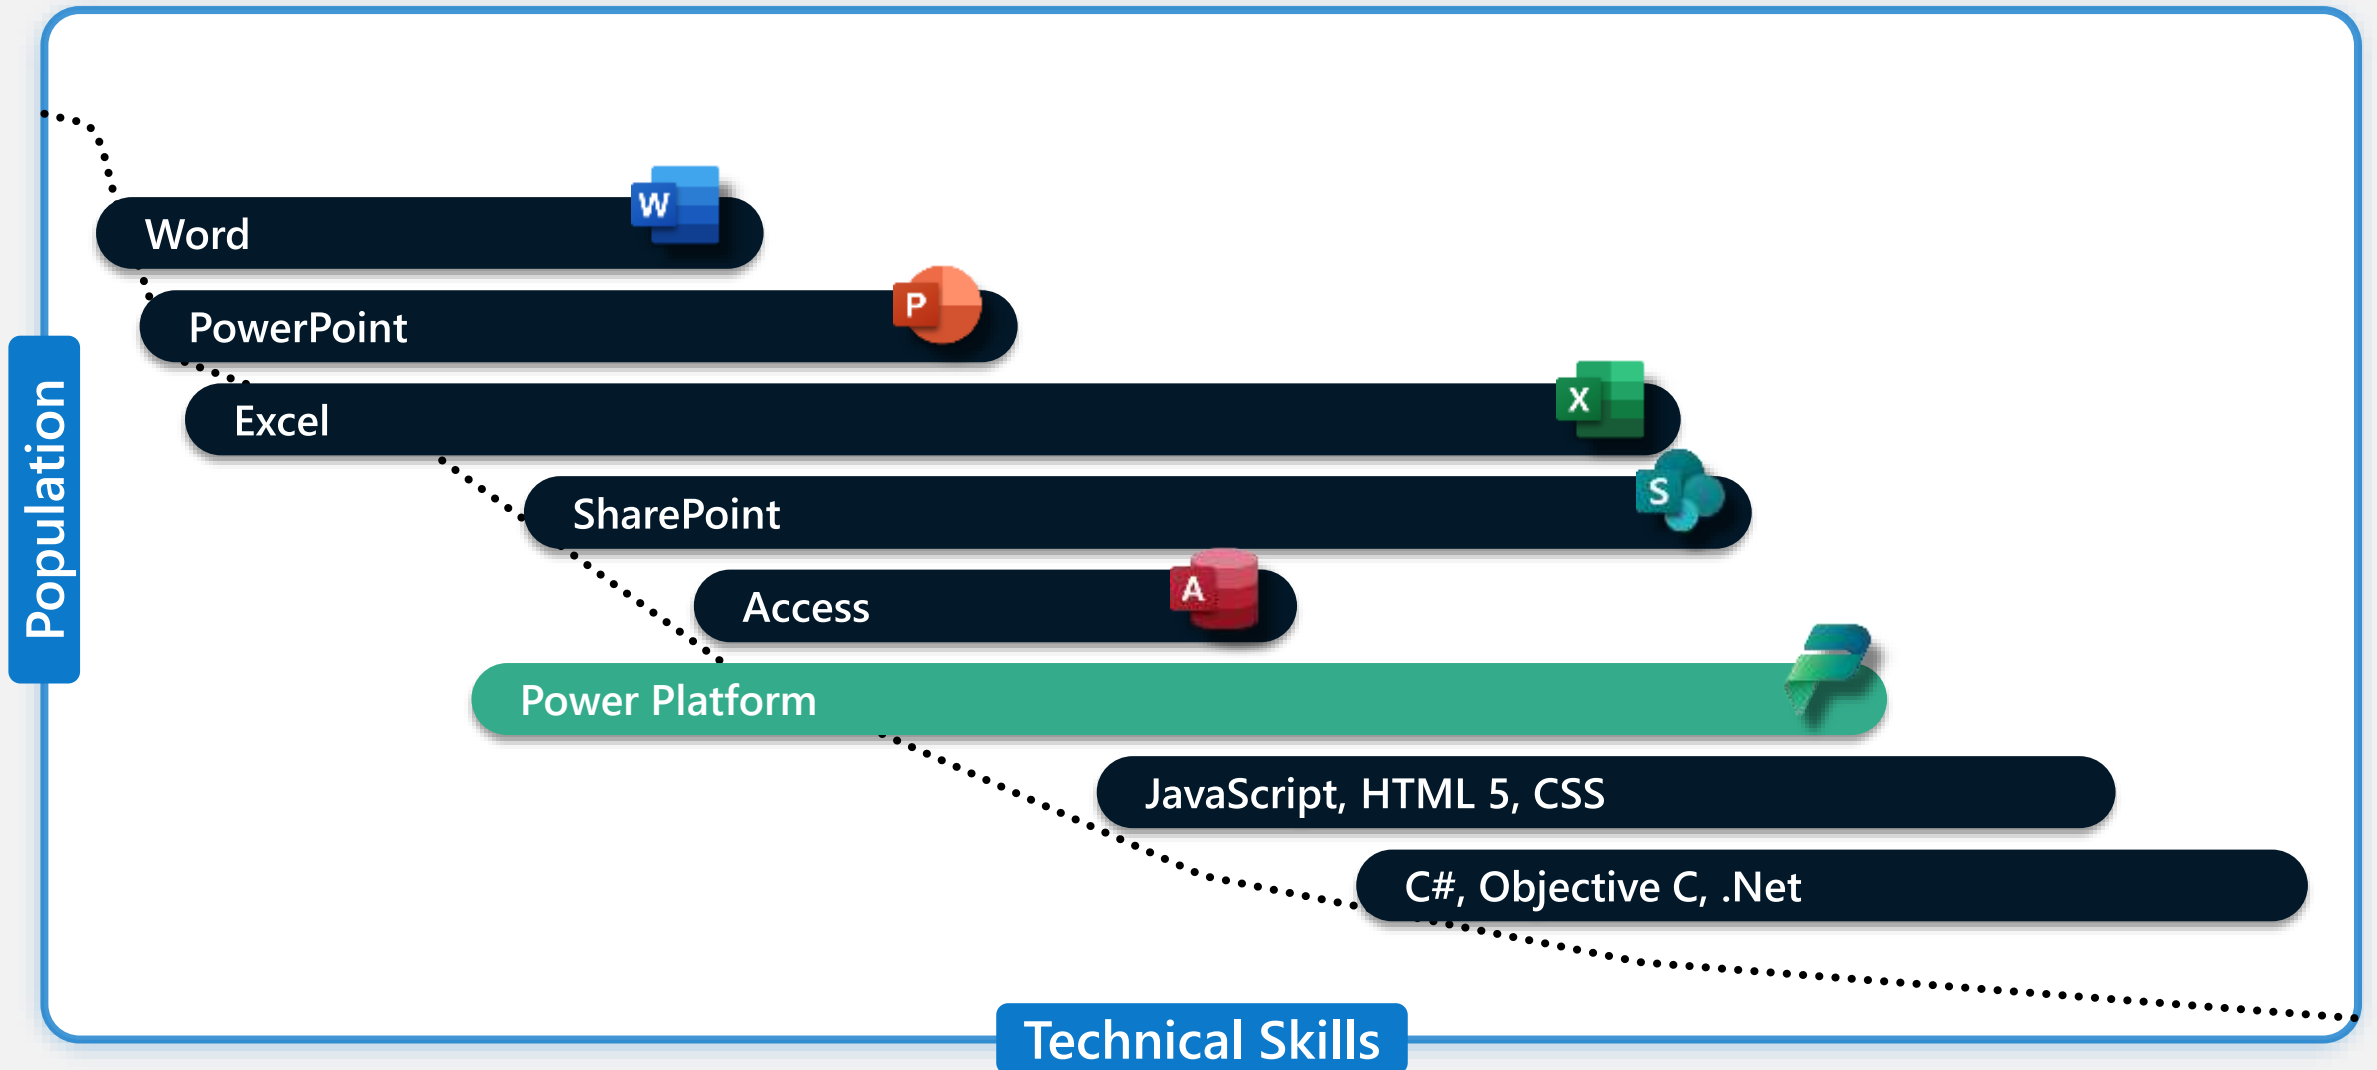 W
Word
P
PowerPoint
X
Excel
S
SharePoint
A
Access
Power Platform
JavaScript, HTML 5, CSS
C#, Objective C, .Net
Population
Technical Skills